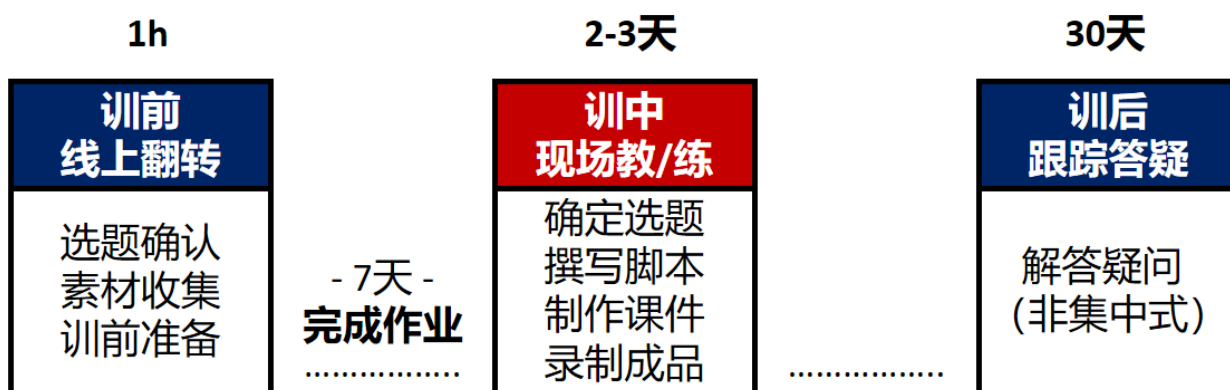 1h
训前
线上翻转
选题确认
素材收集
训前准备
- 7天 -
完成作业
................
2-3天
训中
现场教/练
确定选题
撰写脚本
制作课件
录制成品
................
30天
训后
跟踪答疑
解答疑问
（非集中式）